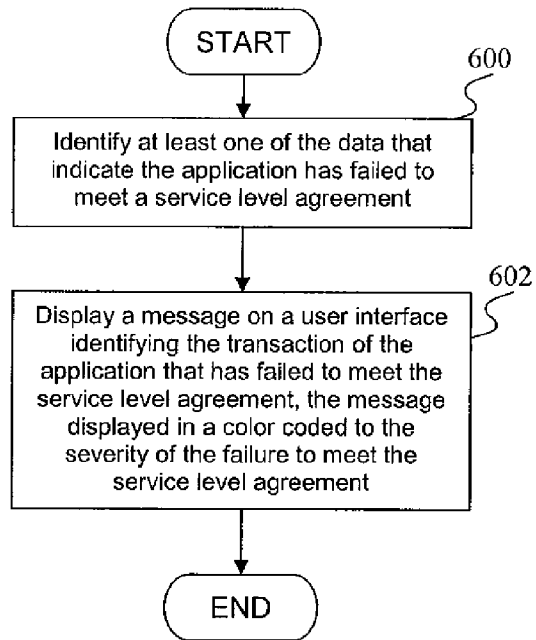 START
600
Identify at least one of the data that
indicate the application has failed to
meet a service level agreement
602
Display a message on a user interface
identifying the transaction of the
application that has failed to meet the
service level agreement, the message
displayed in a color coded to the
severity of the failure to meet the
service level agreement
END